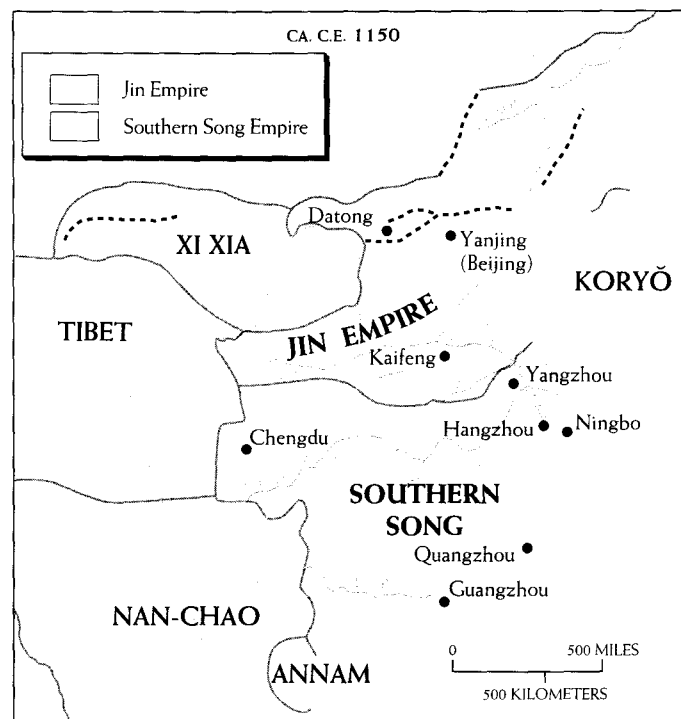 CA. C.E. 1150
Jin Empire
Southern Song Empire
Datong
XI XIA
Yanjing
(Beijing)
KORYŎ
TIBET
JIN EMPIRE
Kaifeng
Yangzhou
Hangzhou
Ningbo
Chengdu
SOUTHERN
SONG
Quangzhou
Guangzhou
NAN-CHAO
ANNAM
0 500 MILES
500 KILOMETERS